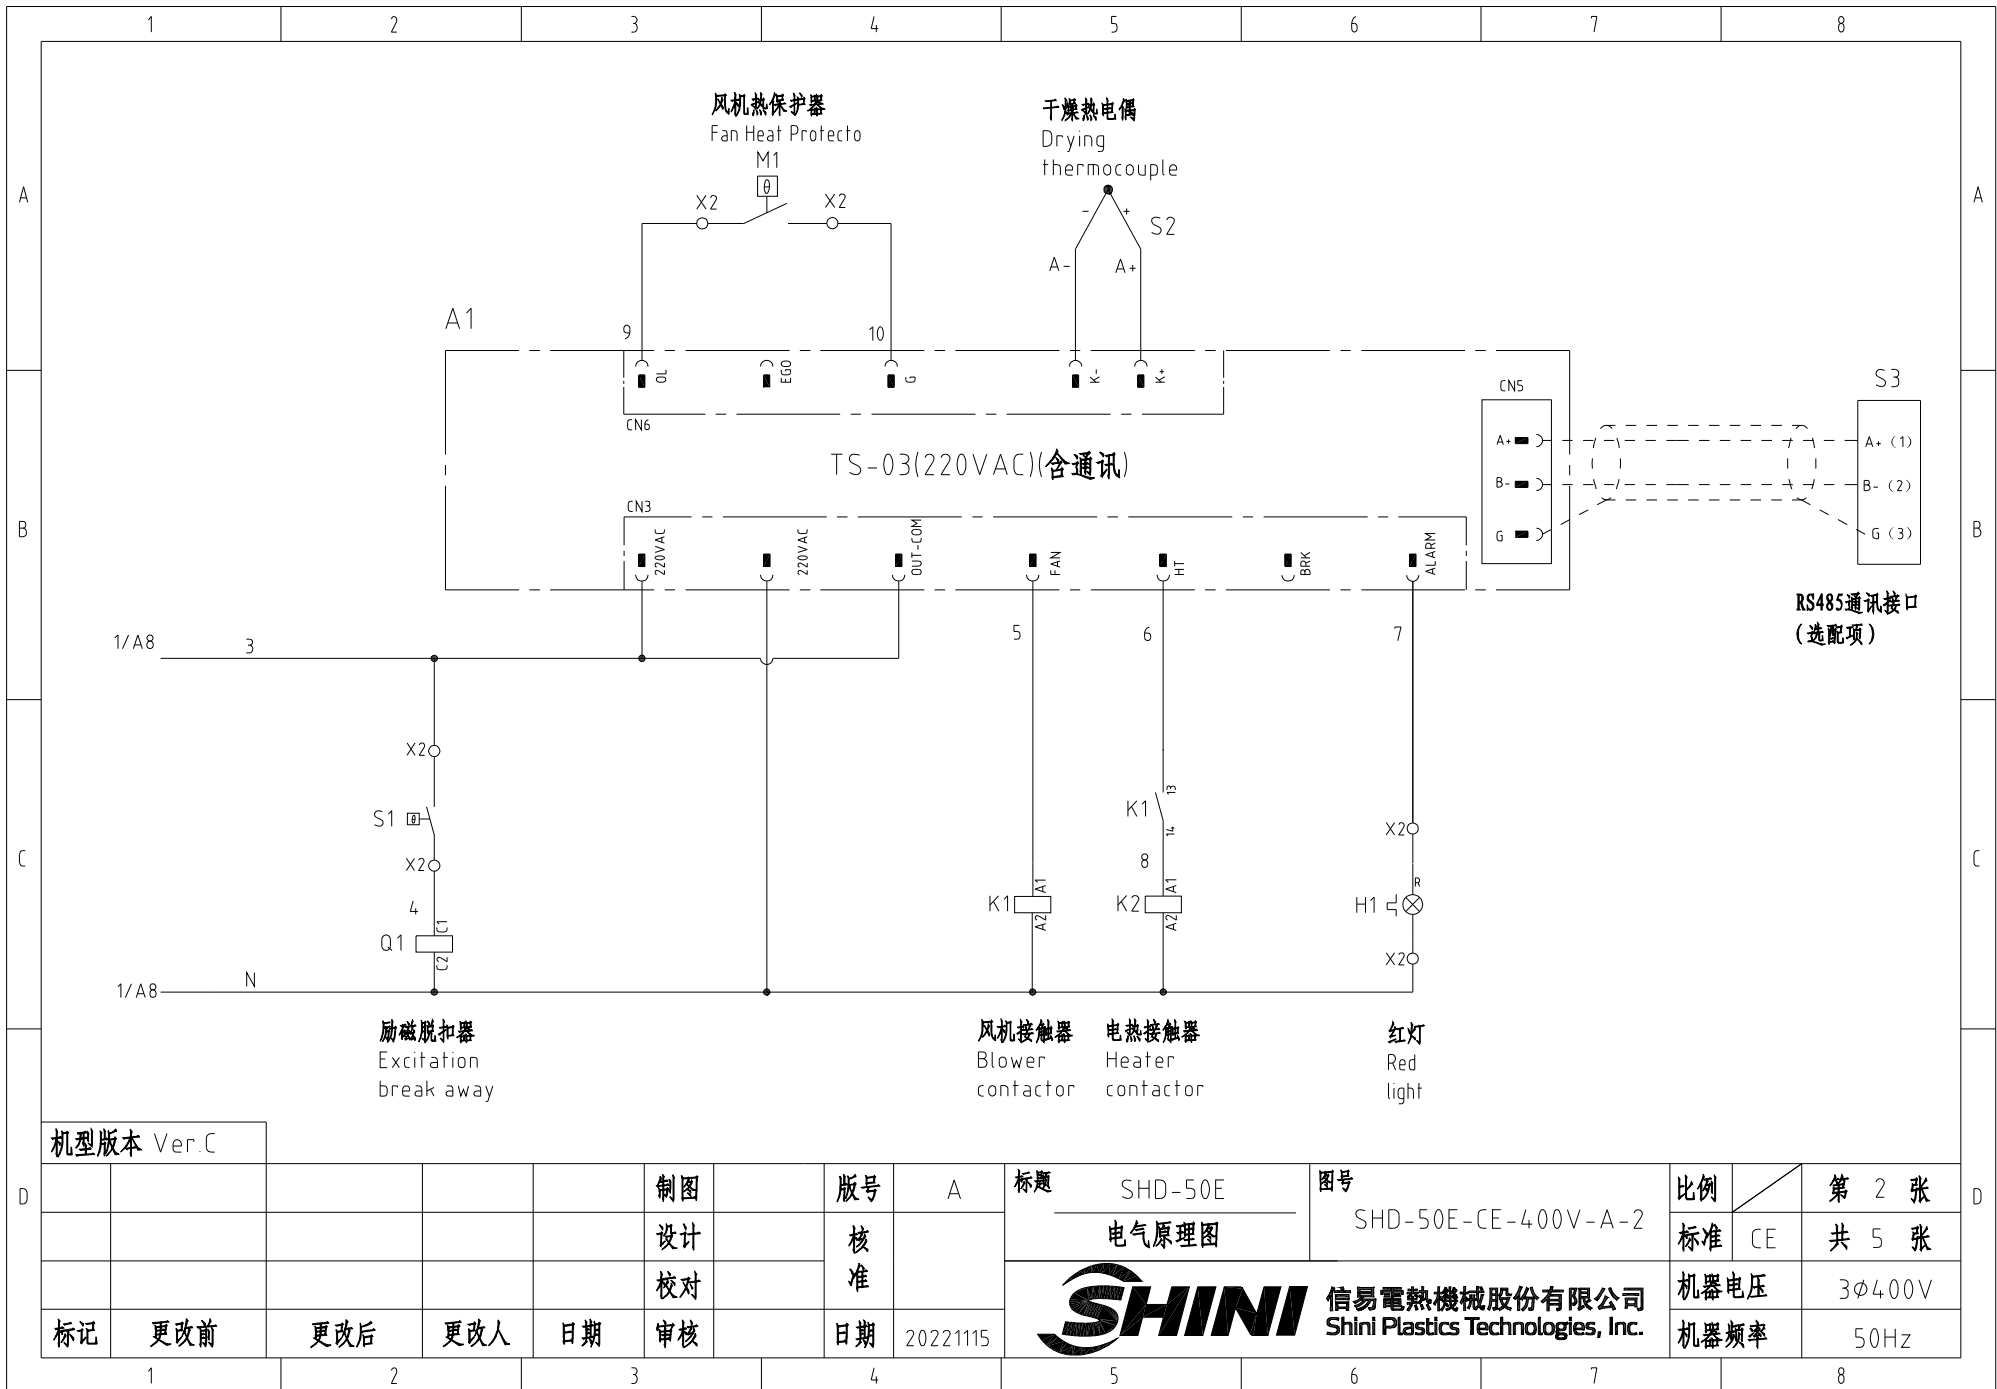 1 2 3 4 5 6 7 8
风机热保护器
Fan Heat Protecto
M1
θ
X2 X2
干燥热电偶
Drying
thermocouple
- +
S2
A- A+
A A
A1
9 10
OL EGO G K- K+
CN6
TS-03(220VAC)(含通讯)
CN5
A+
B-
G
S3
A+ (1)
B- (2)
G (3)
RS485通讯接口
(选配项)
B B
CN3
220VAC 220VAC OUT-COM FAN HT BRK ALARM
1/A8 3
5 6 7
X2
S1 θ
X2
4
Q1 C1 C2
K1 13 14
8
K1 A1 A2
K2 A1 A2
X2
R
H1
X2
C C
1/A8 N
励磁脱扣器
Excitation
break away
风机接触器
Blower
contactor
电热接触器
Heater
contactor
红灯
Red
light
机型版本 Ver.C
D D
制图 版号 A
设计 核准
校对
标记 更改前 更改后 更改人 日期 审核 日期 20221115
标题 SHD-50E
电气原理图
图号
SHD-50E-CE-400V-A-2
比例 第 2 张
标准 CE 共 5 张
机器电压 3Φ400V
机器频率 50Hz
SHINI
信易電熱機械股份有限公司
Shini Plastics Technologies, Inc.
1 2 3 4 5 6 7 8